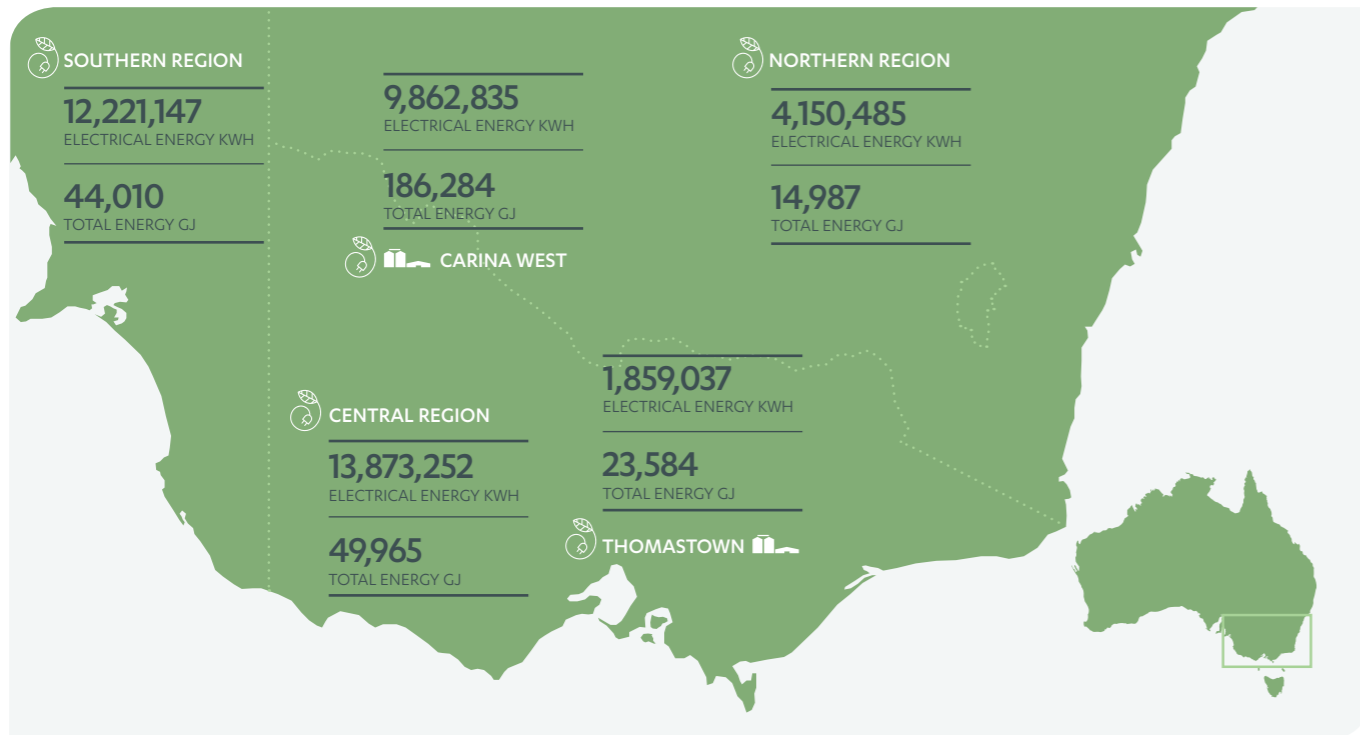 SOUTHERN REGION
12,221,147
ELECTRICAL ENERGY KWH
44,010
TOTAL ENERGY GJ
9,862,835
ELECTRICAL ENERGY KWH
186,284
TOTAL ENERGY GJ
CARINA WEST
NORTHERN REGION
4,150,485
ELECTRICAL ENERGY KWH
14,987
TOTAL ENERGY GJ
CENTRAL REGION
13,873,252
ELECTRICAL ENERGY KWH
49,965
TOTAL ENERGY GJ
1,859,037
ELECTRICAL ENERGY KWH
23,584
TOTAL ENERGY GJ
THOMASTOWN